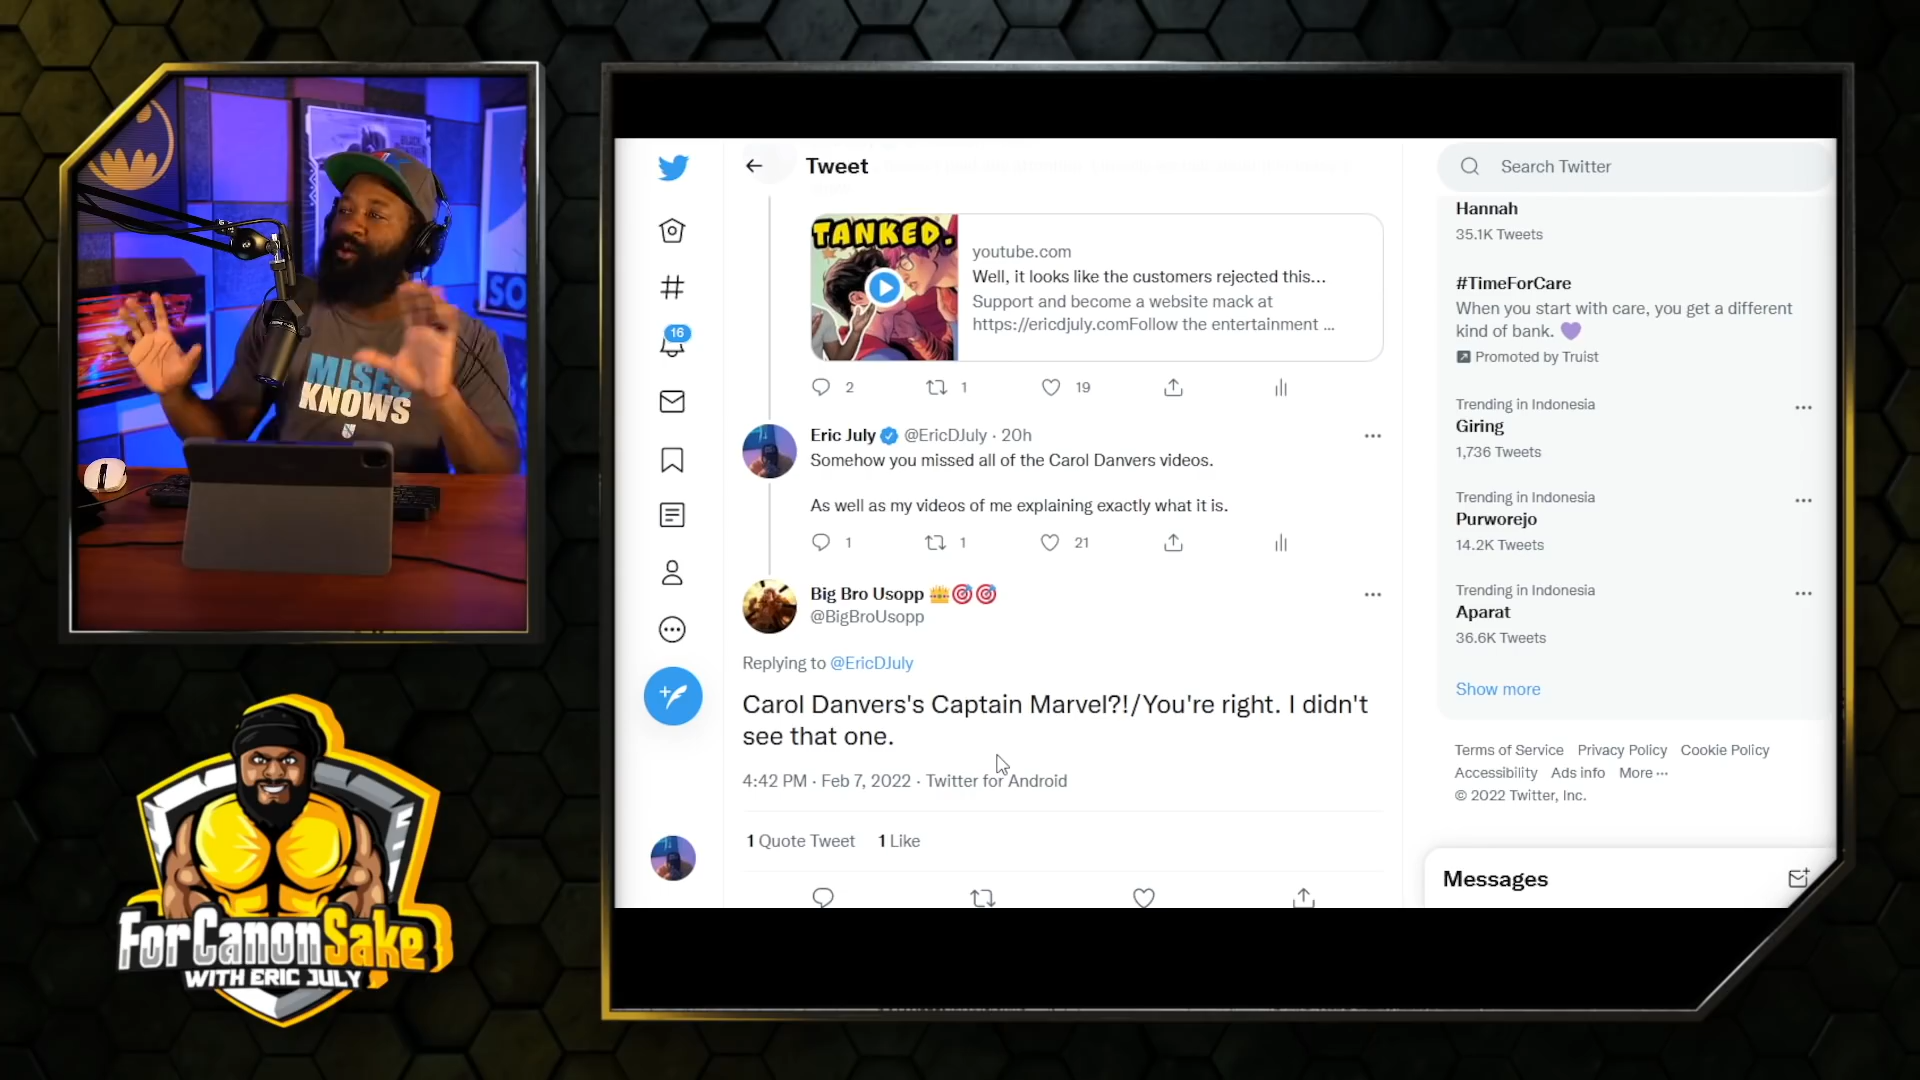 MISES
KNOWS
SO
ForCanonSake
WITH ERIC JULY
Tweet
TANKED.
youtube.com
Well, it looks like the customers rejected this...
Support and become a website mack at
https://ericdjuly.comFollow the entertainment ...
2
1
19
Eric July @EricDJuly · 20h
Somehow you missed all of the Carol Danvers videos.
As well as my videos of me explaining exactly what it is.
1
1
21
16
Big Bro Usopp 👑🎯🎯
@BigBroUsopp
Replying to @EricDJuly
Carol Danvers's Captain Marvel?!/You're right. I didn't
see that one.
4:42 PM · Feb 7, 2022 · Twitter for Android
1 Quote Tweet 1 Like
Search Twitter
Hannah
35.1K Tweets
#TimeForCare
When you start with care, you get a different
kind of bank. 💜
Promoted by Truist
Trending in Indonesia
Giring
1,736 Tweets
Trending in Indonesia
Purworejo
14.2K Tweets
Trending in Indonesia
Aparat
36.6K Tweets
Show more
Terms of Service Privacy Policy Cookie Policy
Accessibility Ads info More ···
© 2022 Twitter, Inc.
Messages